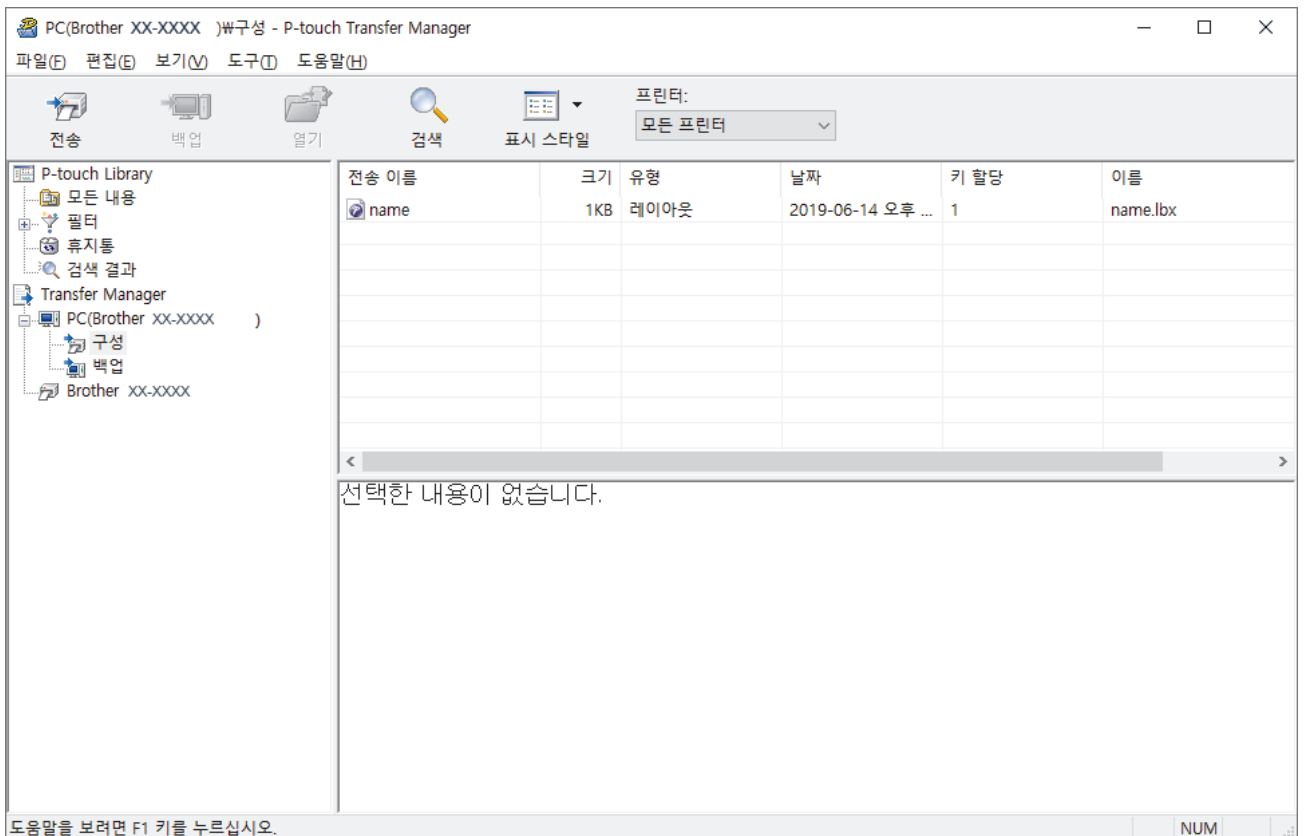 PC(Brother XX-XXXX )₩구성 - P-touch Transfer Manager
파일(F) 편집(E) 보기(V) 도구(T) 도움말(H)
프린터:
모든 프린터
전송 백업 열기 검색 표시 스타일
P-touch Library
모든 내용
필터
휴지통
검색 결과
Transfer Manager
PC(Brother XX-XXXX )
구성
백업
Brother XX-XXXX
전송 이름 크기 유형 날짜 키 할당 이름
name 1KB 레이아웃 2019-06-14 오후 ... 1 name.lbx
선택한 내용이 없습니다.
도움말을 보려면 F1 키를 누르십시오. NUM